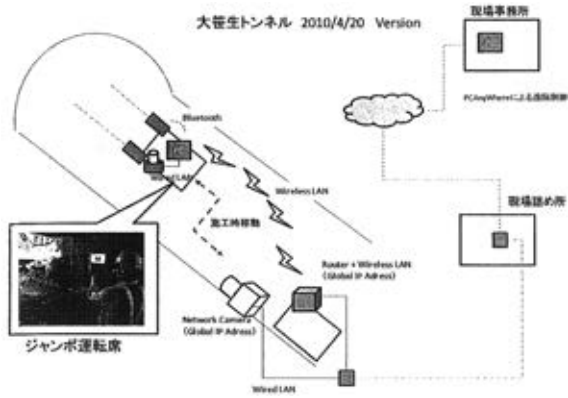 大笹生トンネル 2010/4/20 Version
現場事務所
PCAnyWhereによる遠隔制御
Bluetooth
Wired LAN
Wireless LAN
施工時移動
現場詰め所
Router + Wireless LAN
(Global IP Adress)
Network Camera
(Global IP Adress)
ジャンボ運転席
Wired LAN